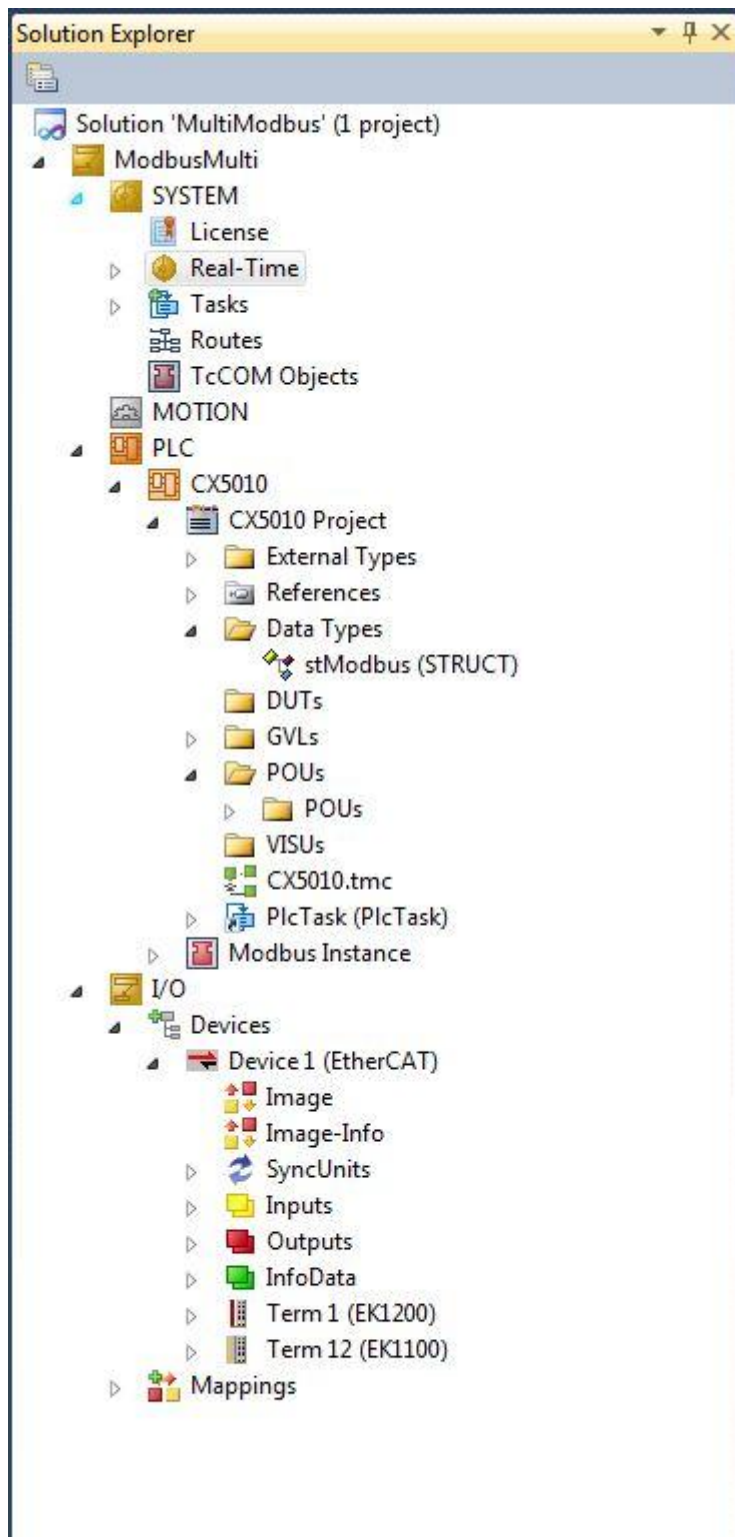 Solution Explorer
Solution 'MultiModbus' (1 project)
ModbusMulti
SYSTEM
License
Real-Time
Tasks
Routes
TcCOM Objects
MOTION
PLC
CX5010
CX5010 Project
External Types
References
Data Types
stModbus (STRUCT)
DUTs
GVLs
POUs
POUs
VISUs
CX5010.tmc
PlcTask (PlcTask)
Modbus Instance
I/O
Devices
Device 1 (EtherCAT)
Image
Image-Info
SyncUnits
Inputs
Outputs
InfoData
Term 1 (EK1200)
Term 12 (EK1100)
Mappings